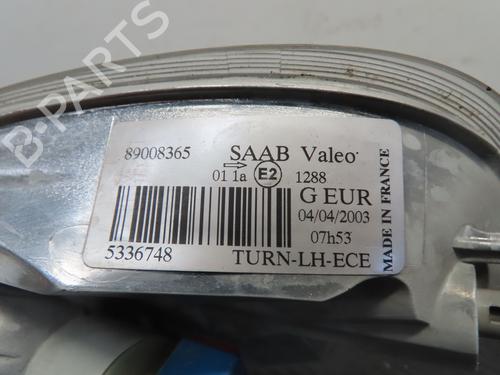 B-PARTS
89008365 SAAB Valeo
01 1a E2 1288
G EUR
04/04/2003
07h53
5336748 TURN-LH-ECE
MADE IN FRANCE